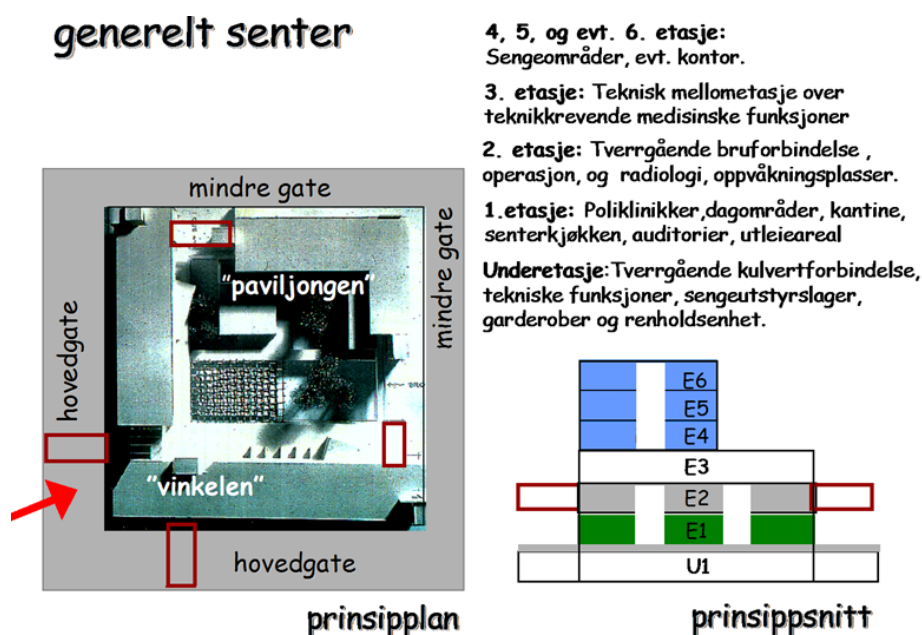 generelt senter
4, 5, og evt. 6. etasje:
Sengeområder, evt. kontor.
3. etasje: Teknisk mellometasje over
teknikkrevende medisinske funksjoner
2. etasje: Tverrgående bruforbindelse ,
operasjon, og radiologi, oppvåkningsplasser.
1.etasje: Poliklinikker,dagområder, kantine,
senterkjøkken, auditorier, utleieareal
Underetasje:Tverrgående kulvertforbindelse,
tekniske funksjoner, sengeutstyrslager,
garderober og renholdsenhet.
mindre gate
mindre gate
"paviljongen"
hovedgate
"vinkelen"
hovedgate
prinsipplan
E6
E5
E4
E3
E2
E1
U1
prinsippsnitt